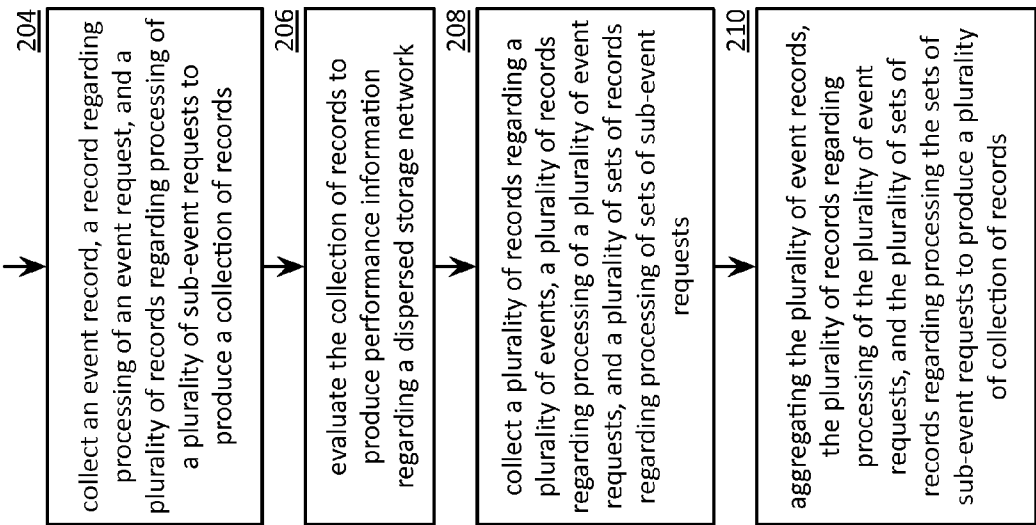 204
collect an event record, a record regarding
processing of an event request, and a
plurality of records regarding processing of
a plurality of sub-event requests to
produce a collection of records
206
evaluate the collection of records to
produce performance information
regarding a dispersed storage network
208
collect a plurality of records regarding a
plurality of events, a plurality of records
regarding processing of a plurality of event
requests, and a plurality of sets of records
regarding processing of sets of sub-event
requests
210
aggregating the plurality of event records,
the plurality of records regarding
processing of the plurality of event
requests, and the plurality of sets of
records regarding processing the sets of
sub-event requests to produce a plurality
of collection of records